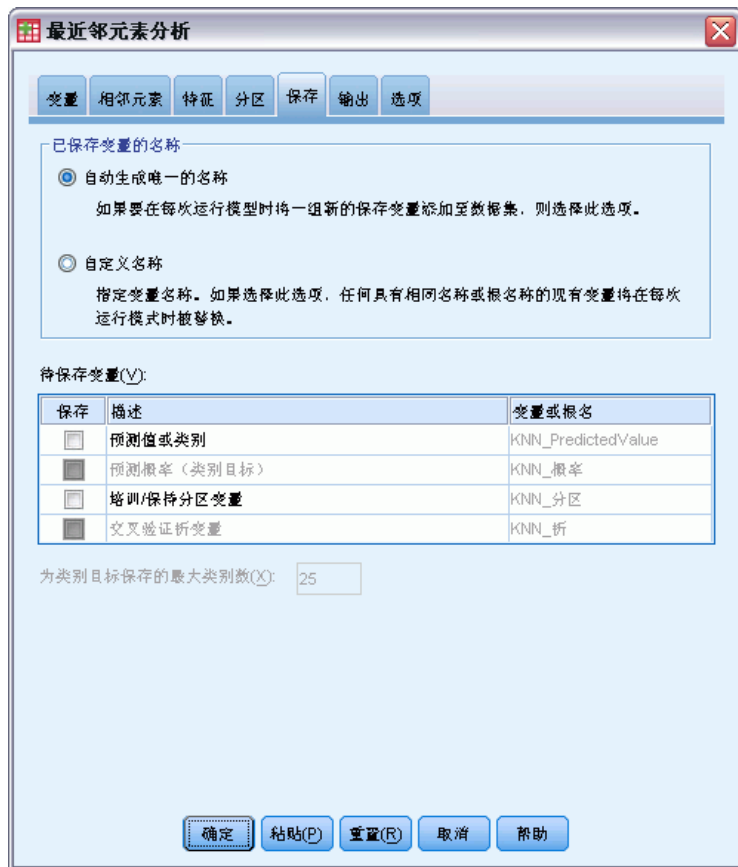 最近邻元素分析
变量 相邻元素 特征 分区 保存 输出 选项
已保存变量的名称
自动生成唯一的名称
如果要在每次运行模型时将一组新的保存变量添加至数据集，则选择此选项。
自定义名称
指定变量名称。如果选择此选项，任何具有相同名称或根名称的现有变量将在每次
运行模式时被替换。
待保存变量(V):
保存 描述 变量或根名
预测值或类别 KNN_PredictedValue
预测概率（类别目标） KNN_概率
培训/保持分区变量 KNN_分区
交叉验证折变量 KNN_折
为类别目标保存的最大类别数(X): 25
确定 粘贴(P) 重置(R) 取消 帮助